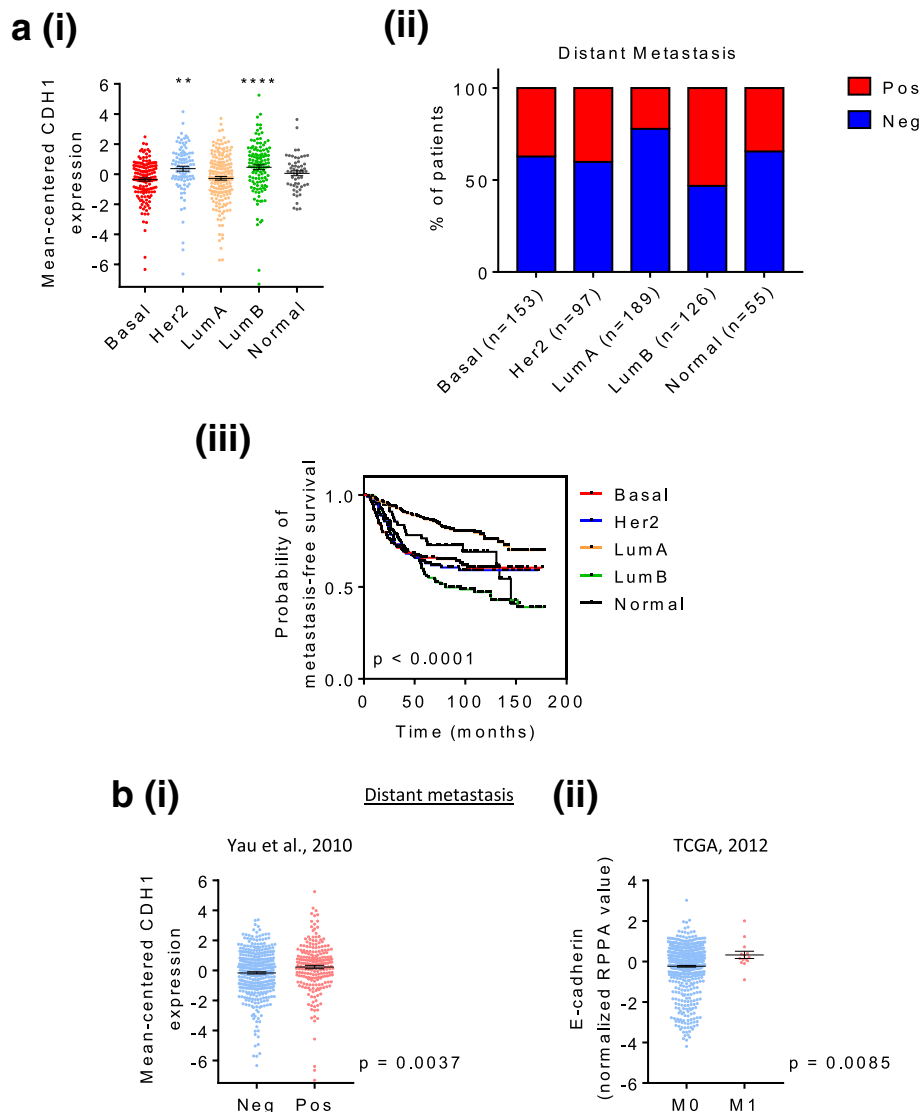 a (i)
Mean-centered CDH1
expression
6
4
2
0
-2
-4
-6
** ****
Basal
Her2
LumA
LumB
Normal
(ii)
Distant Metastasis
% of patients
100
50
0
Basal (n=153)
Her2 (n=97)
LumA (n=189)
LumB (n=126)
Normal (n=55)
Pos
Neg
(iii)
Probability of
metastasis-free survival
1.0
0.5
0.0
p < 0.0001
0 50 100 150 200
Time (months)
Basal
Her2
LumA
LumB
Normal
b (i)
Distant metastasis
Yau et al., 2010
Mean-centered CDH1
expression
6
4
2
0
-2
-4
-6
p = 0.0037
Neg Pos
(ii)
TCGA, 2012
E-cadherin
(normalized RPPA value)
4
2
0
-2
-4
-6
p = 0.0085
M0 M1